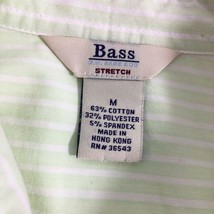 Bass
STRETCH
M
63% COTTON
32% POLYESTER
5% SPANDEX
MADE IN
HONG KONG
RN# 36543